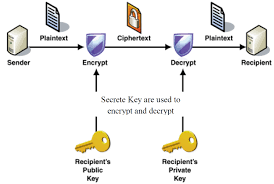 Plaintext
Ciphertext
Plaintext
Sender
Encrypt
Decrypt
Recipient
Secrete Key are used to
encrypt and decrypt
Recipient's
Public
Key
Recipient's
Private
Key